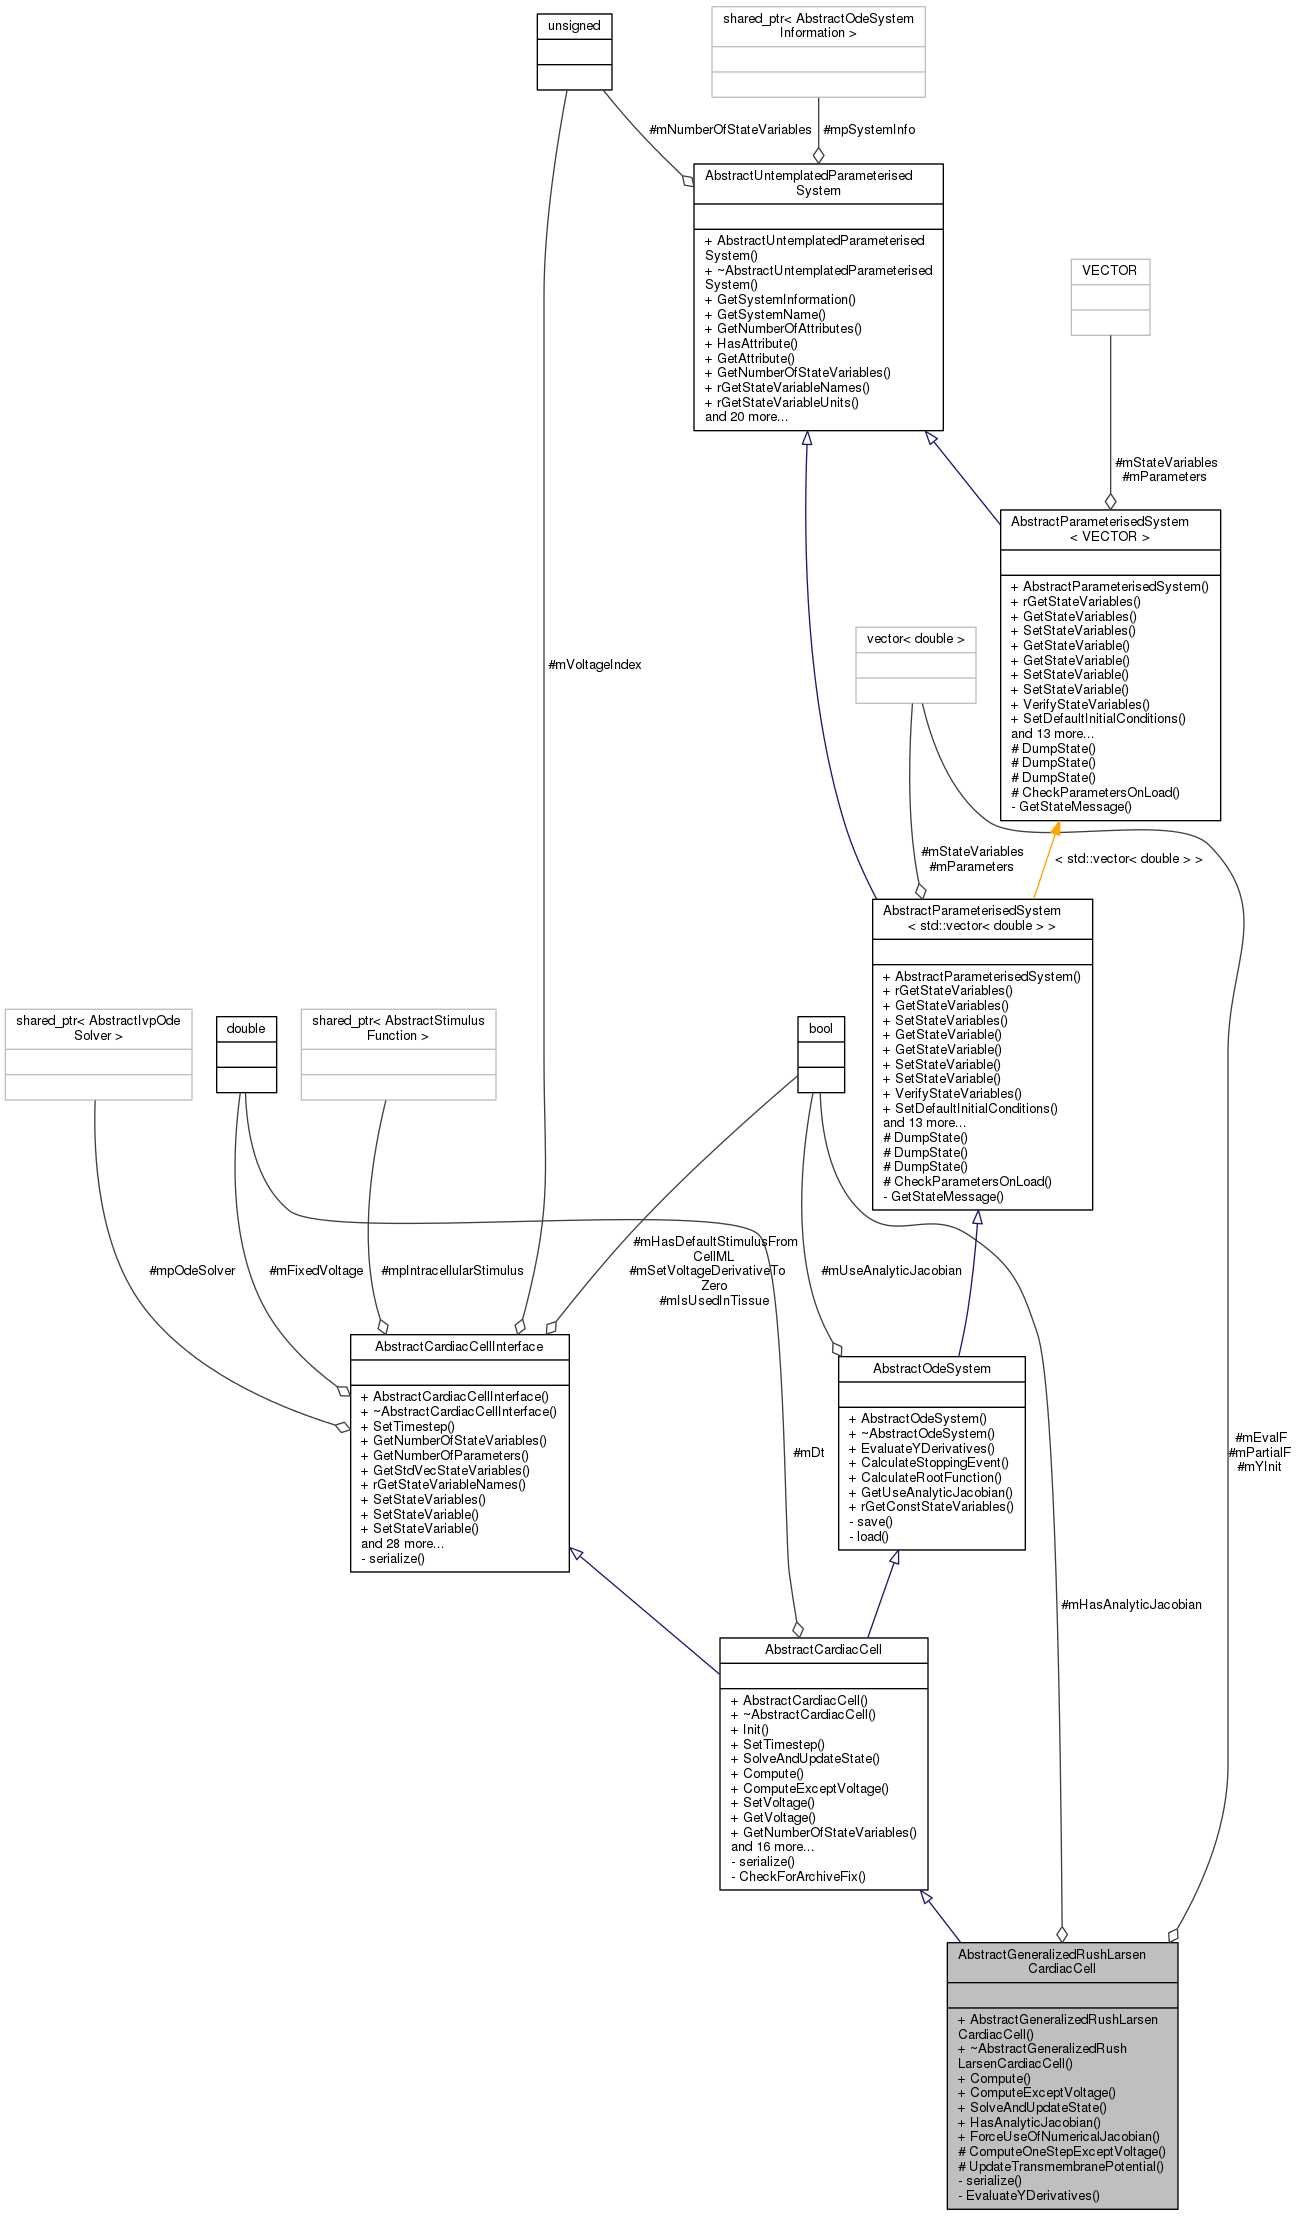 unsigned
shared_ptr< AbstractOdeSystem
Information >
#mNumberOfStateVariables
#mpSystemInfo
AbstractUntemplatedParameterised
System
+ AbstractUntemplatedParameterised
System()
+ ~AbstractUntemplatedParameterised
System()
+ GetSystemInformation()
+ GetSystemName()
+ GetNumberOfAttributes()
+ HasAttribute()
+ GetAttribute()
+ GetNumberOfStateVariables()
+ rGetStateVariableNames()
+ rGetStateVariableUnits()
and 20 more...
VECTOR
#mStateVariables
#mParameters
AbstractParameterisedSystem
< VECTOR >
+ AbstractParameterisedSystem()
+ rGetStateVariables()
+ GetStateVariables()
+ SetStateVariables()
+ GetStateVariable()
+ GetStateVariable()
+ SetStateVariable()
+ SetStateVariable()
+ VerifyStateVariables()
+ SetDefaultInitialConditions()
and 13 more...
# DumpState()
# DumpState()
# DumpState()
# CheckParametersOnLoad()
- GetStateMessage()
vector< double >
#mVoltageIndex
#mStateVariables
#mParameters
< std::vector< double > >
AbstractParameterisedSystem
< std::vector< double > >
+ AbstractParameterisedSystem()
+ rGetStateVariables()
+ GetStateVariables()
+ SetStateVariables()
+ GetStateVariable()
+ GetStateVariable()
+ SetStateVariable()
+ SetStateVariable()
+ VerifyStateVariables()
+ SetDefaultInitialConditions()
and 13 more...
# DumpState()
# DumpState()
# DumpState()
# CheckParametersOnLoad()
- GetStateMessage()
shared_ptr< AbstractIvpOde
Solver >
double
shared_ptr< AbstractStimulus
Function >
bool
#mpOdeSolver
#mFixedVoltage
#mpIntracellularStimulus
#mHasDefaultStimulusFrom
CellML
#mSetVoltageDerivativeTo
Zero
#mIsUsedInTissue
#mUseAnalyticJacobian
AbstractCardiacCellInterface
+ AbstractCardiacCellInterface()
+ ~AbstractCardiacCellInterface()
+ SetTimestep()
+ GetNumberOfStateVariables()
+ GetNumberOfParameters()
+ GetStdVecStateVariables()
+ rGetStateVariableNames()
+ SetStateVariables()
+ SetStateVariable()
+ SetStateVariable()
and 28 more...
- serialize()
#mDt
AbstractOdeSystem
+ AbstractOdeSystem()
+ ~AbstractOdeSystem()
+ EvaluateYDerivatives()
+ CalculateStoppingEvent()
+ CalculateRootFunction()
+ GetUseAnalyticJacobian()
+ rGetConstStateVariables()
- save()
- load()
#mEvalF
#mPartialF
#mYInit
#mHasAnalyticJacobian
AbstractCardiacCell
+ AbstractCardiacCell()
+ ~AbstractCardiacCell()
+ Init()
+ SetTimestep()
+ SolveAndUpdateState()
+ Compute()
+ ComputeExceptVoltage()
+ SetVoltage()
+ GetVoltage()
+ GetNumberOfStateVariables()
and 16 more...
- serialize()
- CheckForArchiveFix()
AbstractGeneralizedRushLarsen
CardiacCell
+ AbstractGeneralizedRushLarsen
CardiacCell()
+ ~AbstractGeneralizedRush
LarsenCardiacCell()
+ Compute()
+ ComputeExceptVoltage()
+ SolveAndUpdateState()
+ HasAnalyticJacobian()
+ ForceUseOfNumericalJacobian()
# ComputeOneStepExceptVoltage()
# UpdateTransmembranePotential()
- serialize()
- EvaluateYDerivatives()